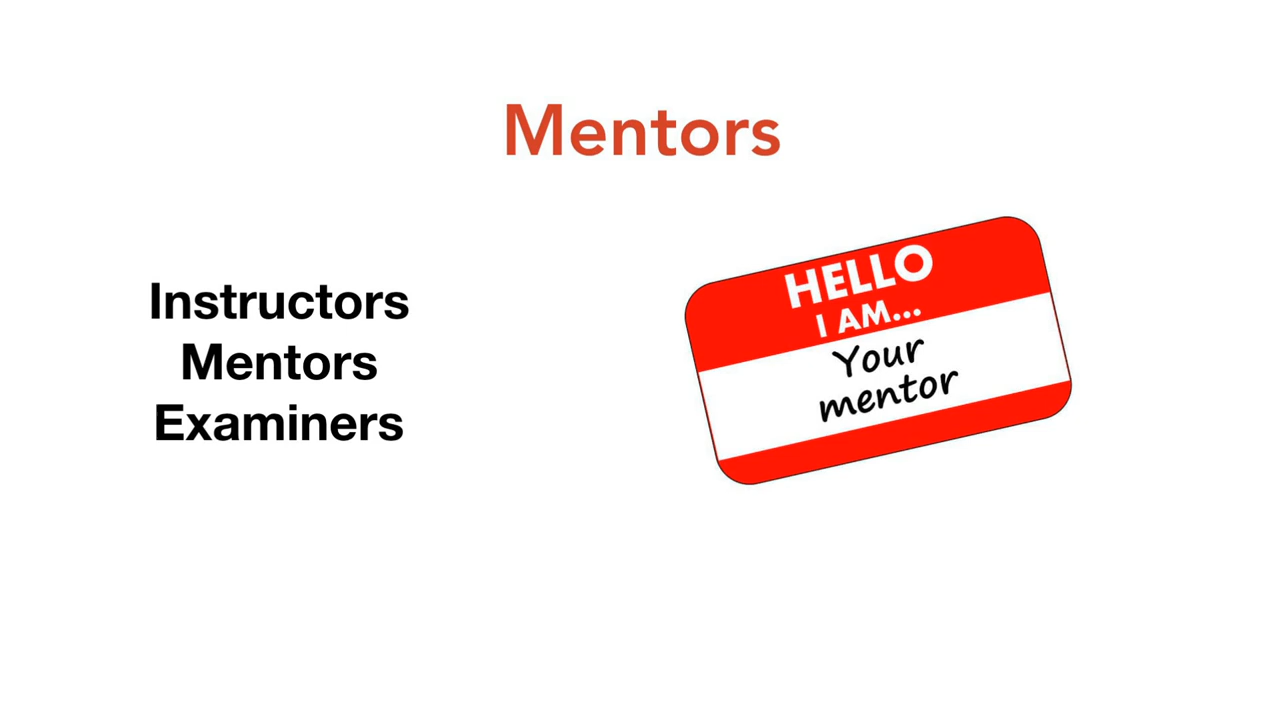 Mentors
Instructors
Mentors
Examiners
HELLO
I AM...
Your
mentor